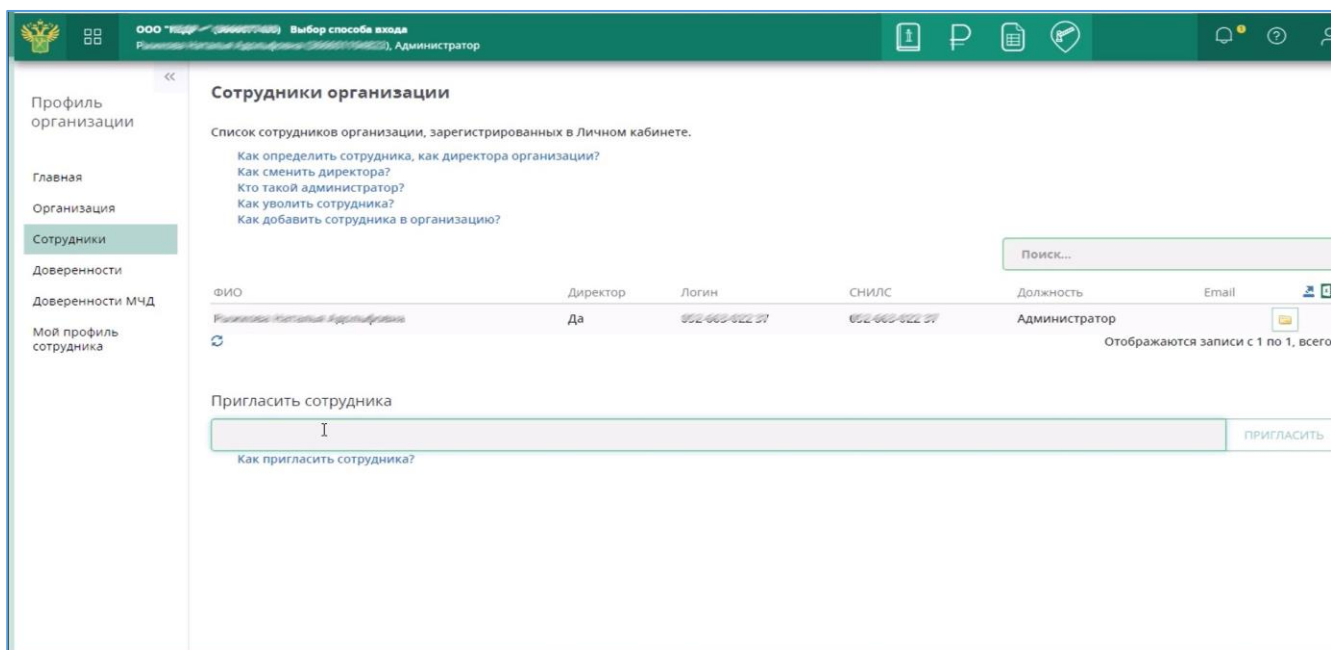 ООО " Выбор способа входа
, Администратор
Профиль
организации
Главная
Организация
Сотрудники
Доверенности
Доверенности МЧД
Мой профиль
сотрудника
Сотрудники организации
Список сотрудников организации, зарегистрированных в Личном кабинете.
Как определить сотрудника, как директора организации?
Как сменить директора?
Кто такой администратор?
Как уволить сотрудника?
Как добавить сотрудника в организацию?
Поиск...
ФИО Директор Логин СНИЛС Должность Email
Да Администратор
Отображаются записи с 1 по 1, всего
Пригласить сотрудника
ПРИГЛАСИТЬ
Как пригласить сотрудника?